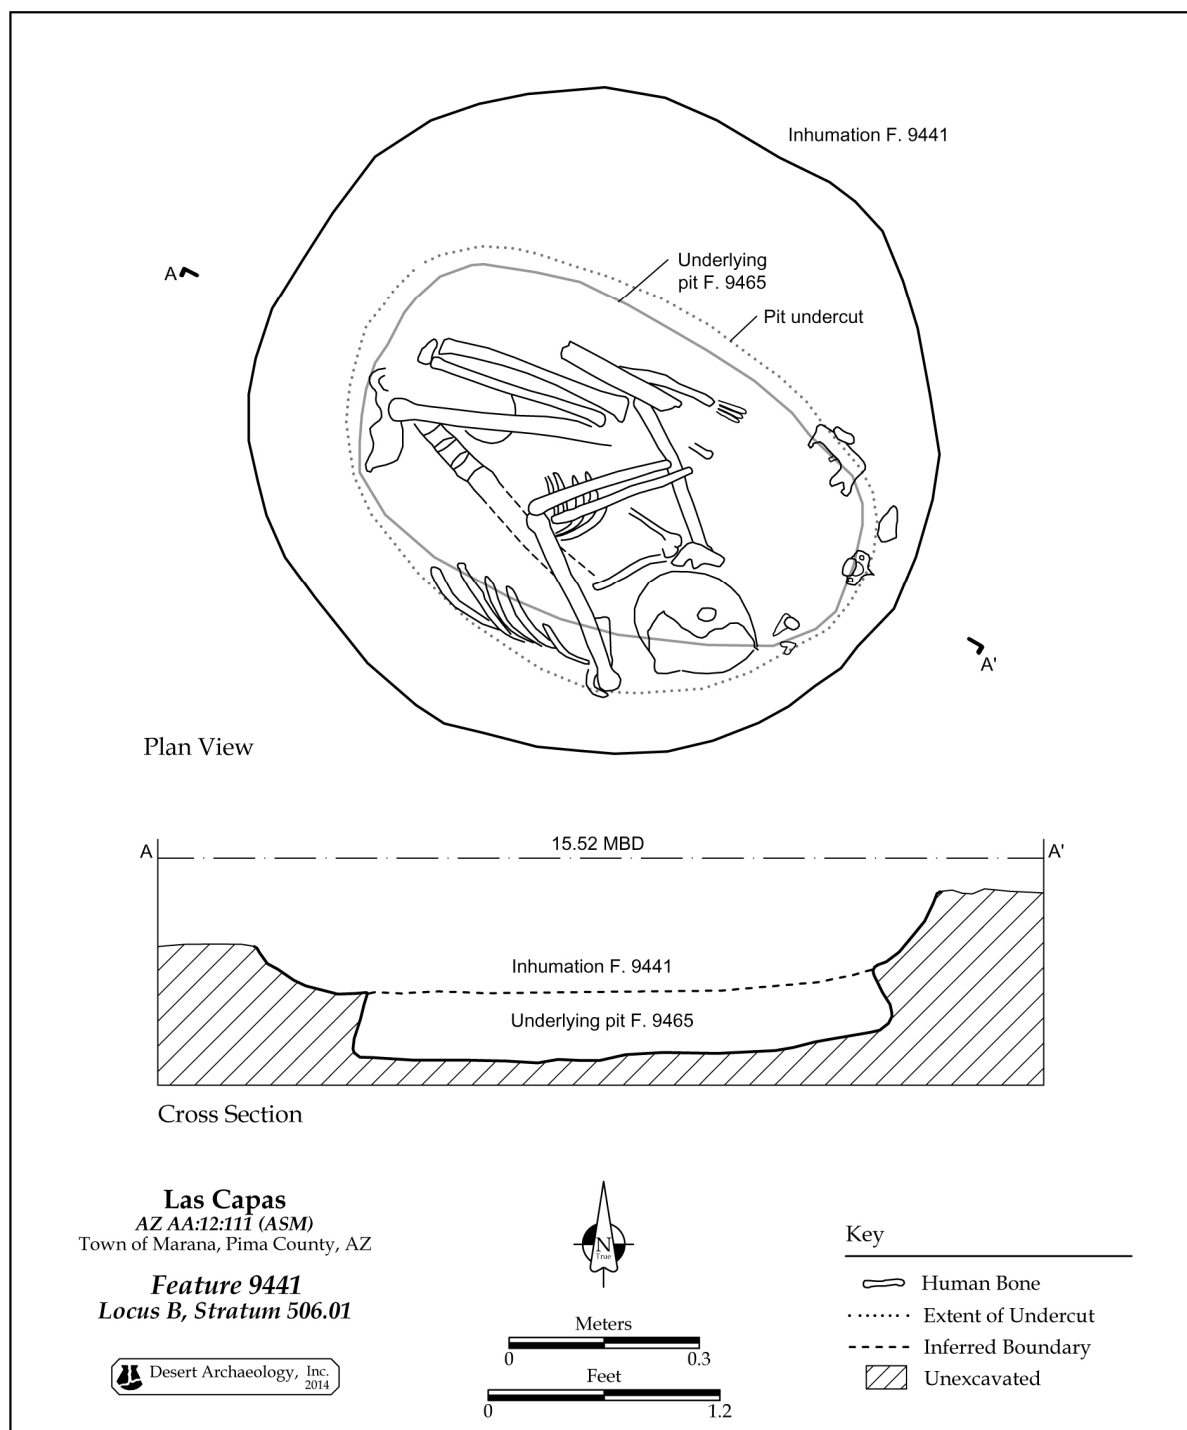 Inhumation F. 9441
A
Underlying
pit F. 9465
Pit undercut
A'
Plan View
A
15.52 MBD
A'
Inhumation F. 9441
Underlying pit F. 9465
Cross Section
Las Capas
AZ AA:12:111 (ASM)
Town of Marana, Pima County, AZ
Feature 9441
Locus B, Stratum 506.01
Desert Archaeology, Inc.
2014
N
True
Meters
0 0.3
Feet
0 1.2
Key
Human Bone
Extent of Undercut
Inferred Boundary
Unexcavated